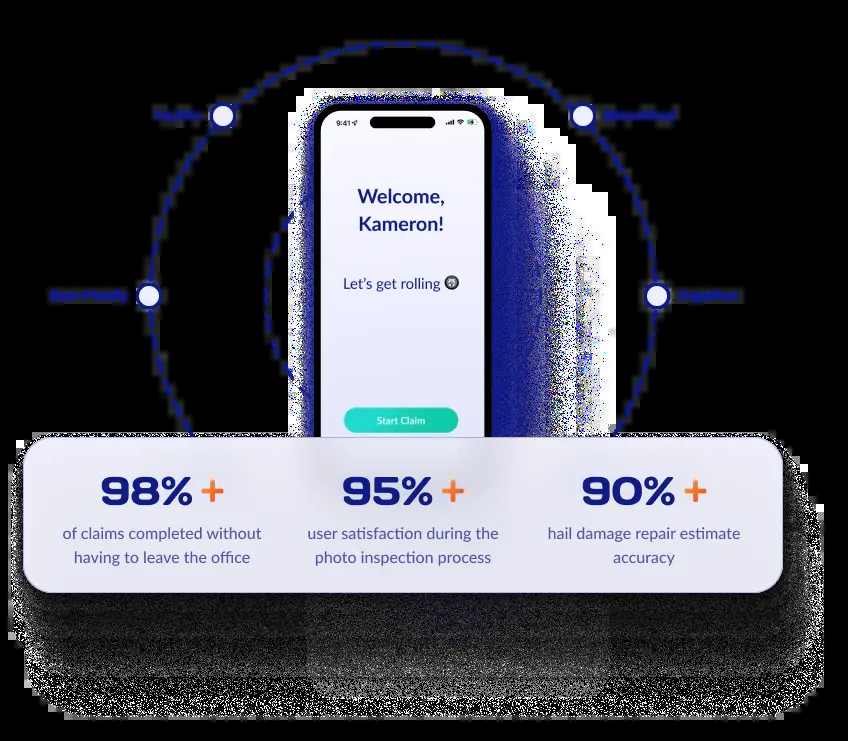 9:41
Welcome,
Kameron!
Let's get rolling
Start Claim
98% +
of claims completed without
having to leave the office
95% +
user satisfaction during the
photo inspection process
90% +
hail damage repair estimate
accuracy